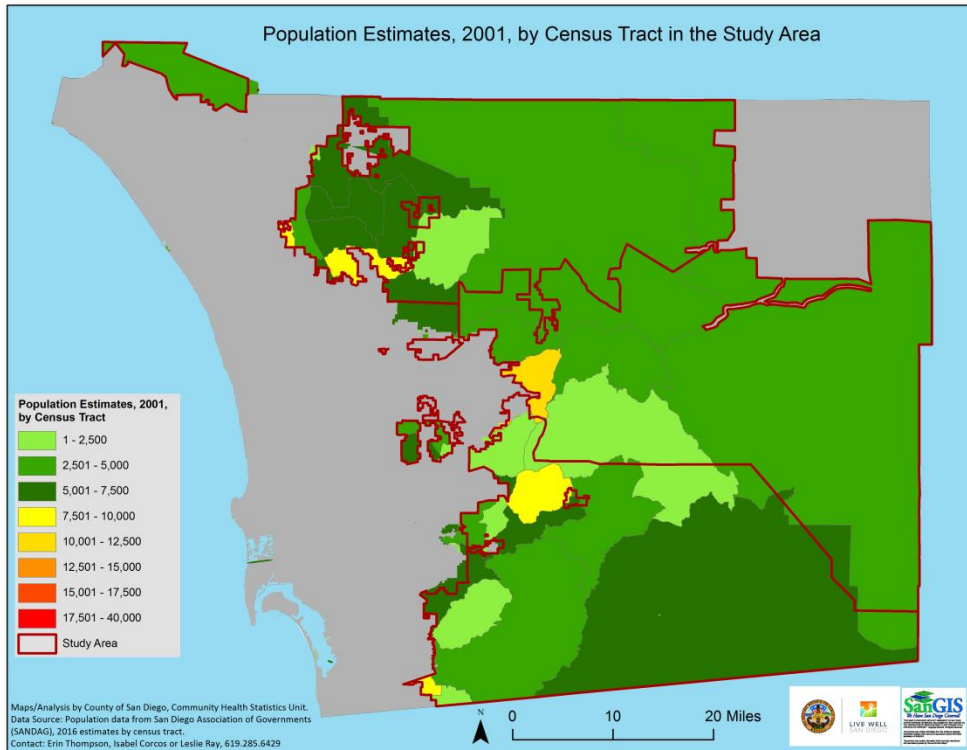 Population Estimates, 2001, by Census Tract in the Study Area
Population Estimates, 2001,
by Census Tract
1 - 2,500
2,501 - 5,000
5,001 - 7,500
7,501 - 10,000
10,001 - 12,500
12,501 - 15,000
15,001 - 17,500
17,501 - 40,000
Study Area
Maps/Analysis by County of San Diego, Community Health Statistics Unit.
Data Source: Population data from San Diego Association of Governments
(SANDAG), 2016 estimates by census tract.
Contact: Erin Thompson, Isabel Corcos or Leslie Ray, 619.285.6429
N
0 10 20 Miles
LIVE WELL
SAN DIEGO
SanGIS
We Have San Diego Covered!